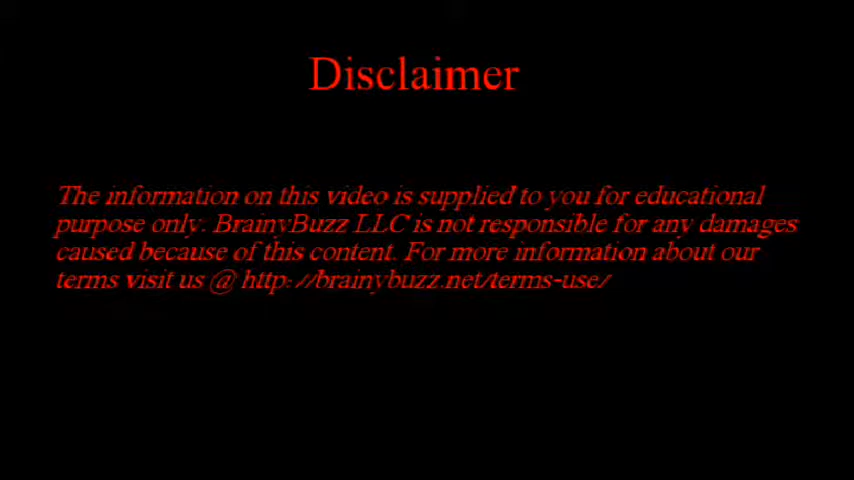 Disclaimer
The information on this video is supplied to you for educational
purpose only. BrainyBuzz LLC is not responsible for any damages
caused because of this content. For more information about our
terms visit us @ http://brainybuzz.net/terms-use/